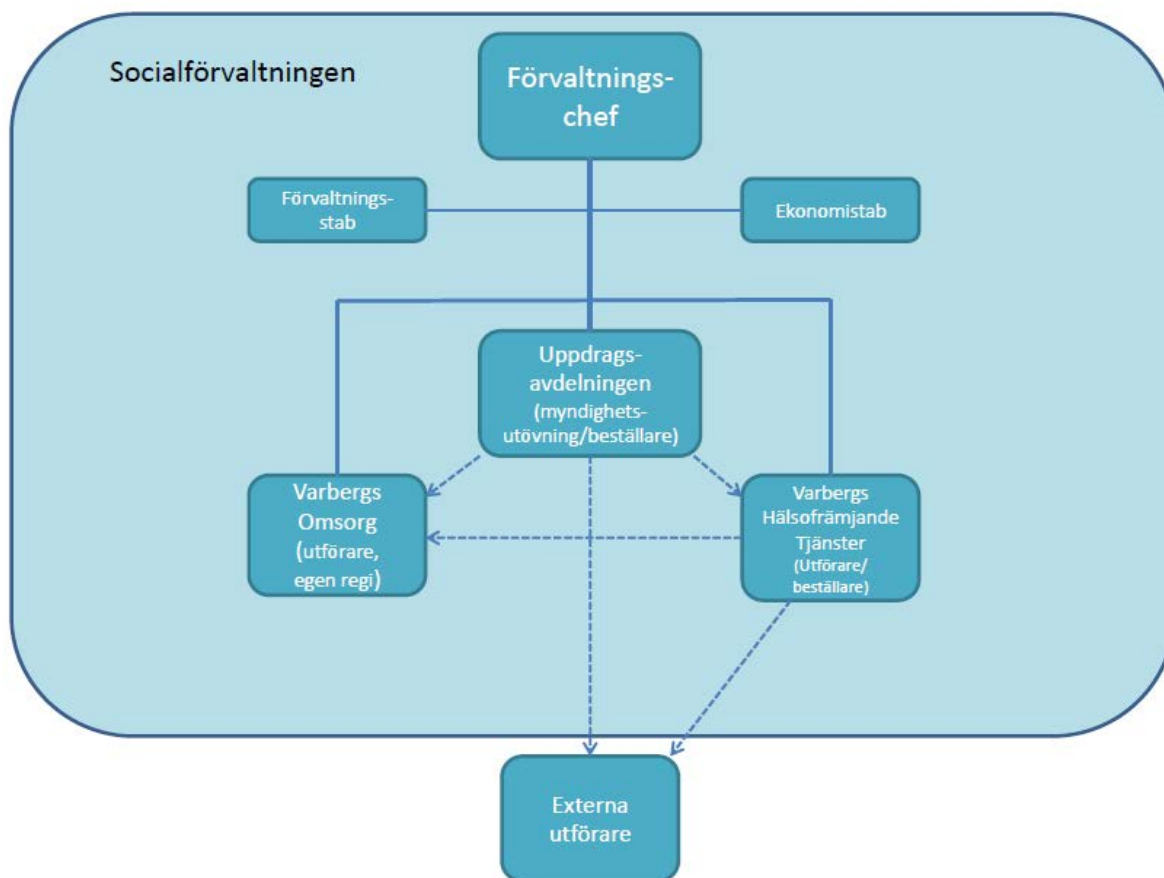 Socialförvaltningen
Förvaltnings-
chef
Förvaltnings-
stab
Ekonomistab
Uppdrags-
avdelningen
(myndighets-
utövning/beställare)
Varbergs
Omsorg
(utförare,
egen regi)
Varbergs
Hälsofrämjande
Tjänster
(Utförare/
beställare)
Externa
utförare